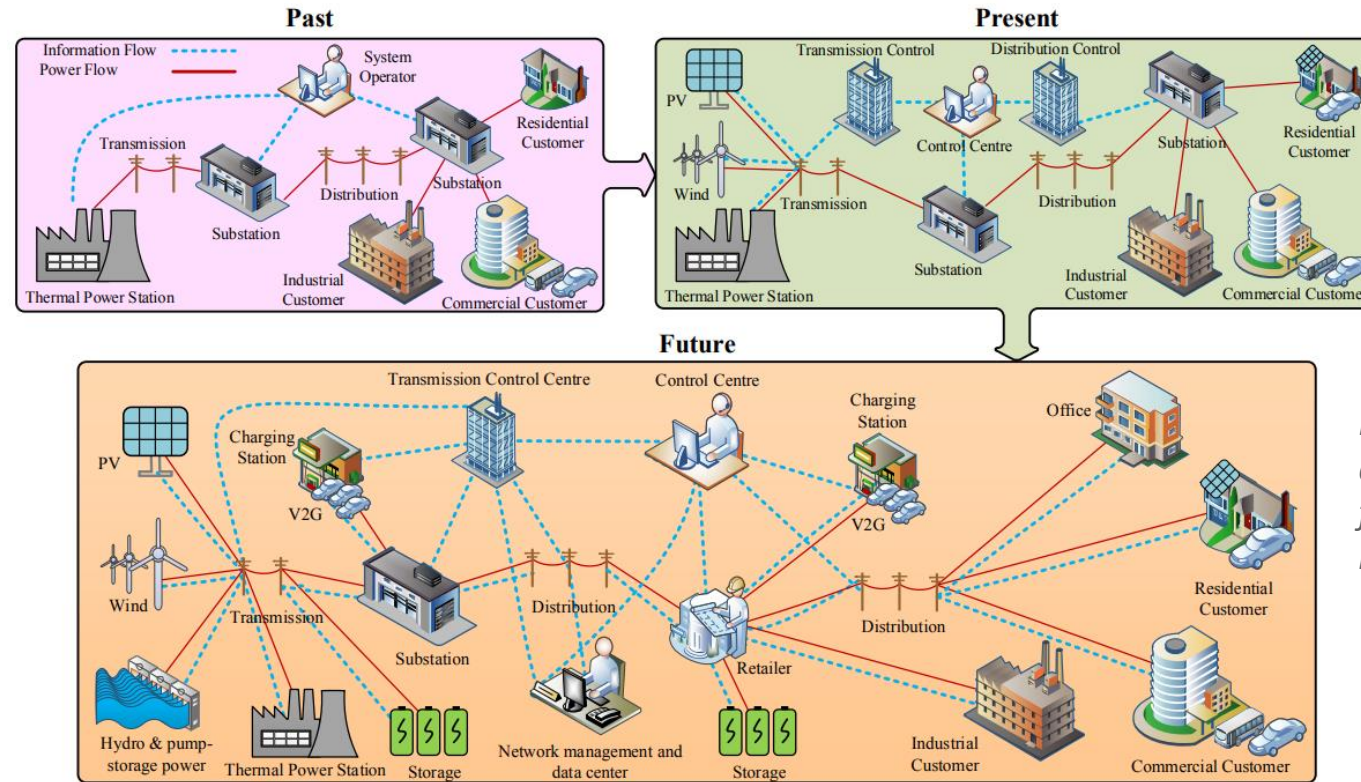 Past
Information Flow
Power Flow
System
Operator
Residential
Customer
Transmission
Substation
Distribution
Substation
Thermal Power Station
Industrial
Customer
Commercial Customer
Present
Transmission Control
Distribution Control
PV
Control Centre
Substation
Residential
Customer
Wind
Transmission
Distribution
Substation
Thermal Power Station
Industrial
Customer
Commercial Customer
Future
Transmission Control Centre
Control Centre
Charging
Station
Charging
Station
Office
PV
V2G
V2G
Wind
Transmission
Substation
Distribution
Retailer
Distribution
Residential
Customer
Hydro & pump-
storage power
Thermal Power Station
Storage
Network management and
data center
Storage
Industrial
Customer
Commercial Customer